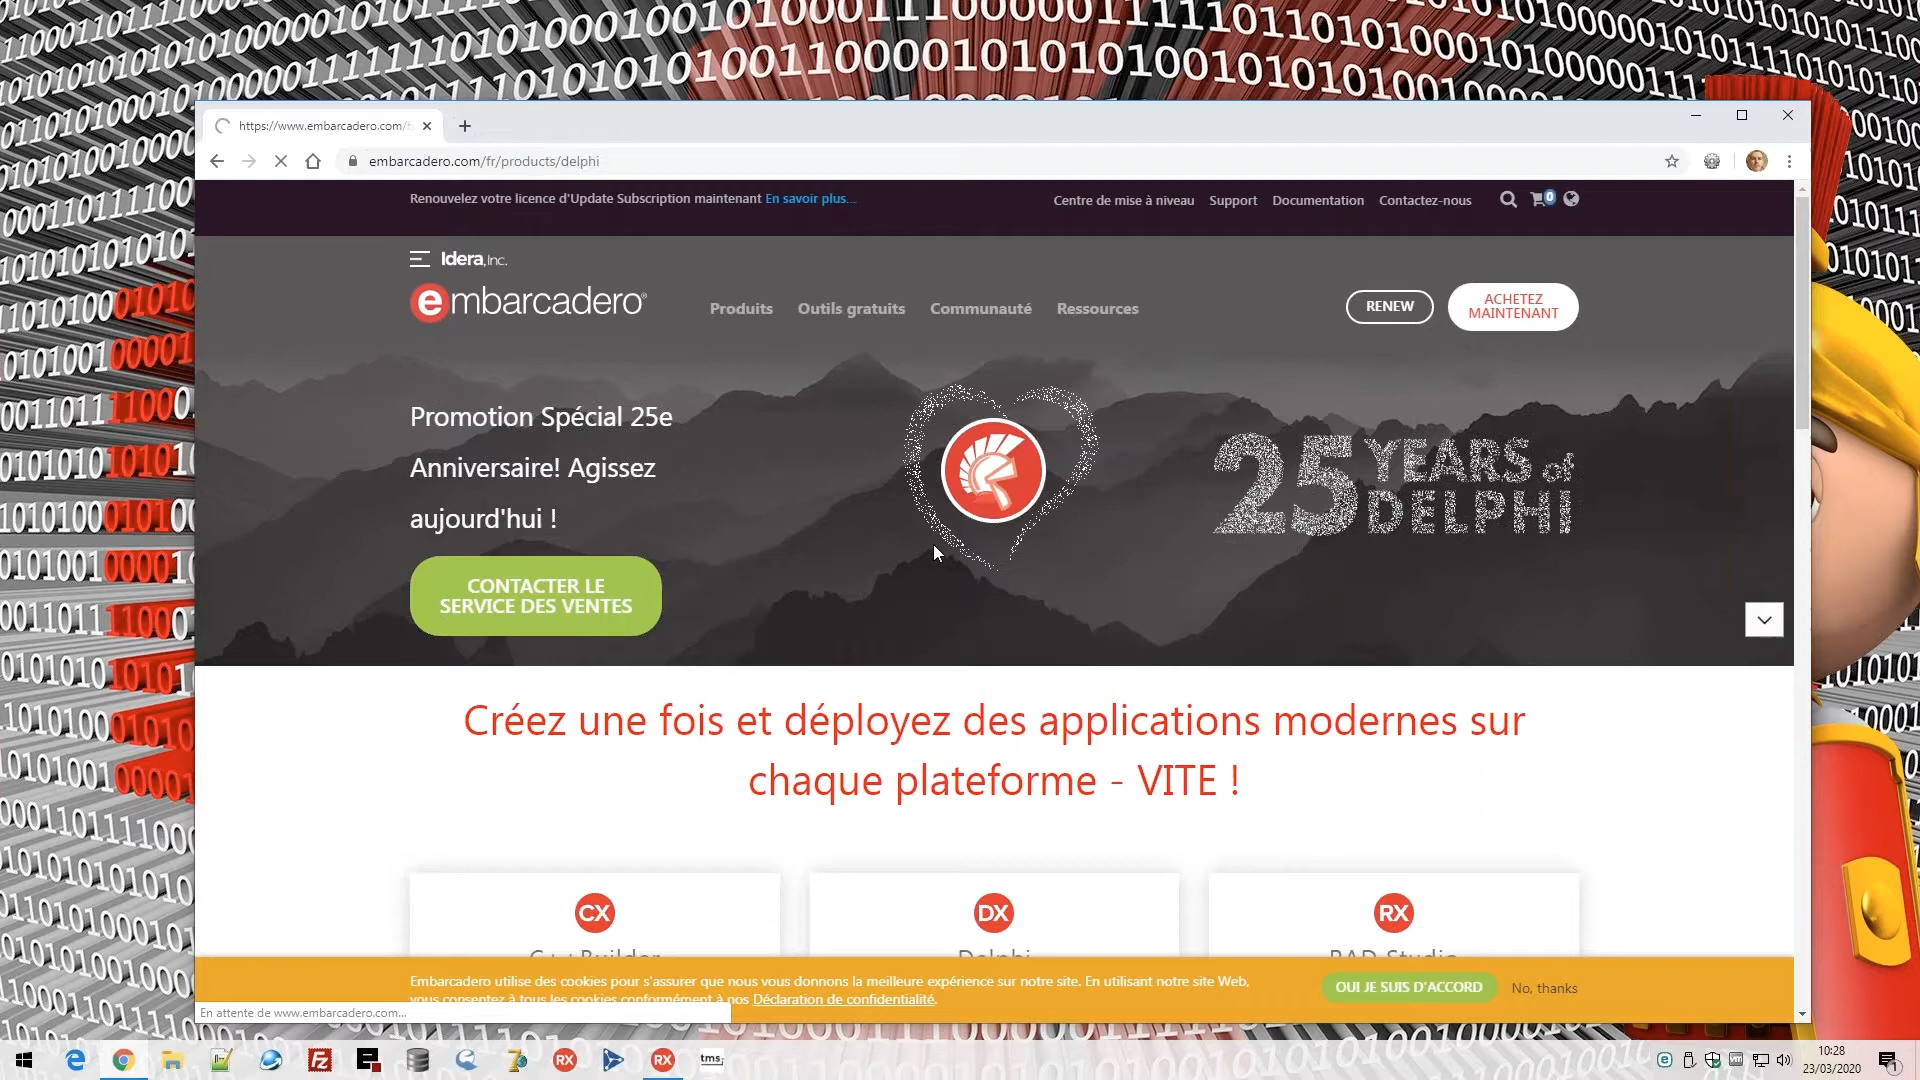 https://www.embarcadero.com/f
embarcadero.com/fr/products/delphi
Renouvelez votre licence d'Update Subscription maintenant En savoir plus...
Centre de mise à niveau Support Documentation Contactez-nous 0
Idera, Inc.
embarcadero®
Produits Outils gratuits Communauté Ressources
RENEW
ACHETEZ
MAINTENANT
Promotion Spécial 25e
Anniversaire! Agissez
aujourd'hui !
25 YEARS of
DELPHI
CONTACTER LE
SERVICE DES VENTES
Créez une fois et déployez des applications modernes sur
chaque plateforme - VITE !
CX
DX
RX
Delphi
RAD Studio
Embarcadero utilise des cookies pour s'assurer que nous vous donnons la meilleure expérience sur notre site. En utilisant notre site Web,
vous consentez à tous les cookies conformément à nos Déclaration de confidentialité.
OUI JE SUIS D'ACCORD
No, thanks
En attente de www.embarcadero.com...
RX
RX
tms
10:28
23/03/2020
1